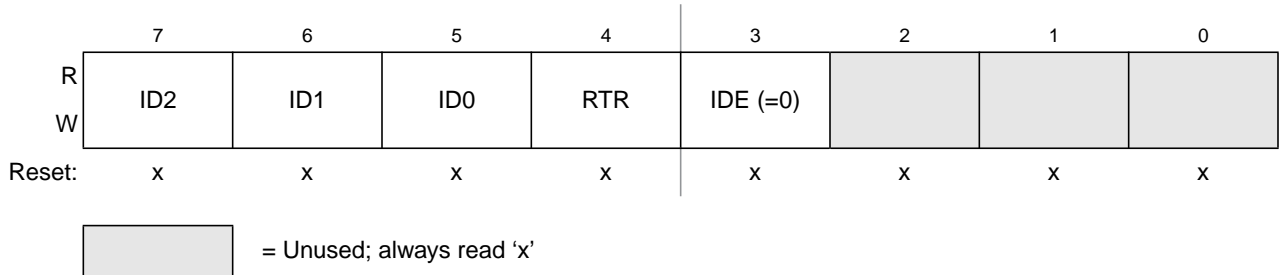 7 6 5 4 3 2 1 0
R
ID2 ID1 ID0 RTR IDE (=0)
W
Reset: x x x x x x x x
= Unused; always read ‘x’